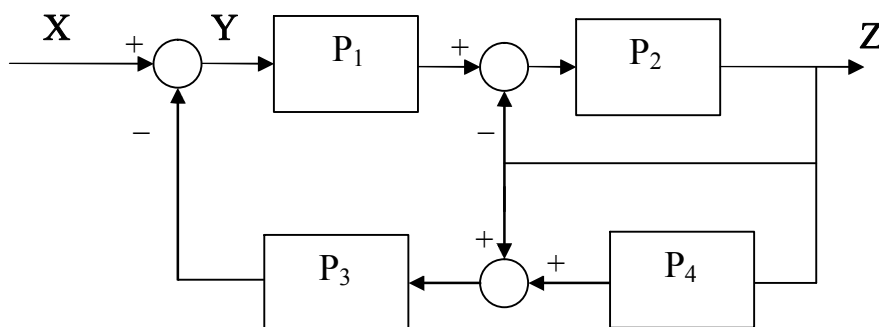 X
+
Y
P1
+
P2
Z
−
−
+
+
P3
P4